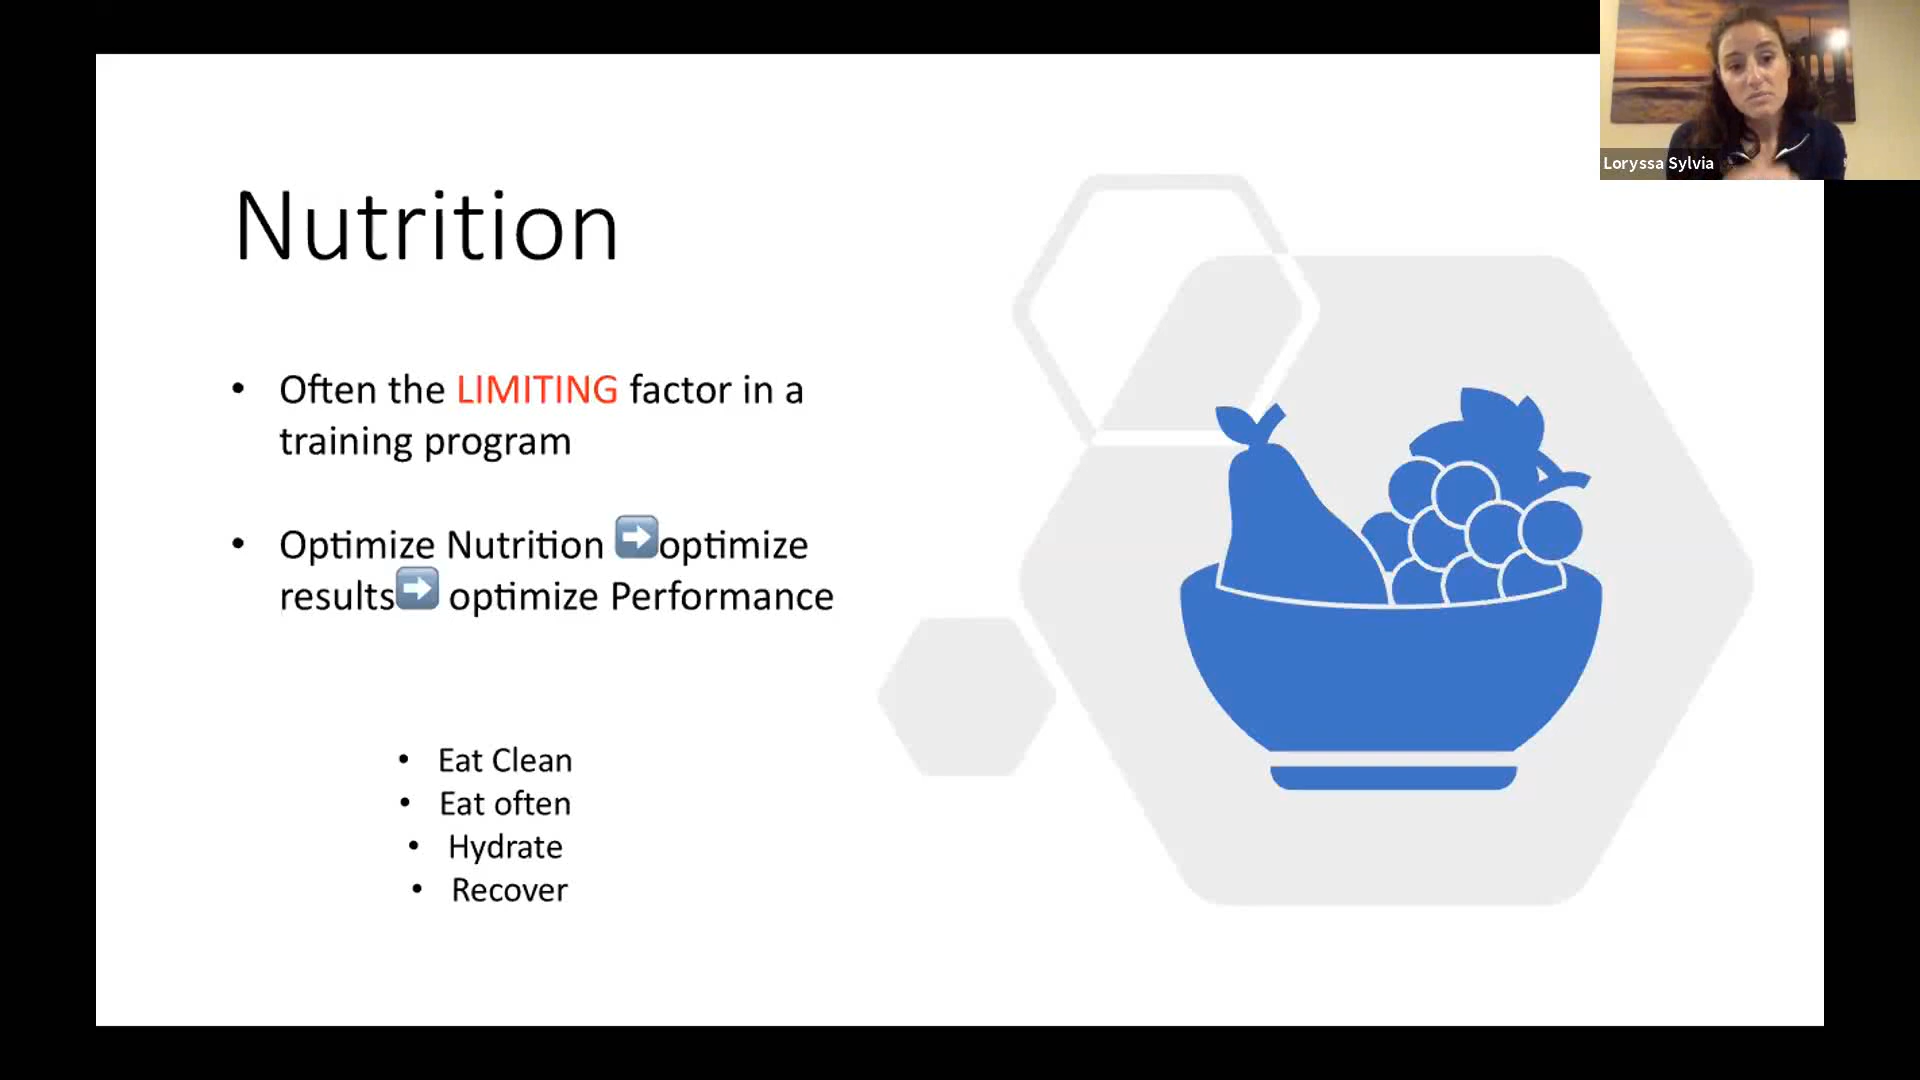 Loryssa Sylvia
Nutrition
• Often the LIMITING factor in a
training program
• Optimize Nutrition ➡️optimize
results➡️ optimize Performance
• Eat Clean
• Eat often
• Hydrate
• Recover